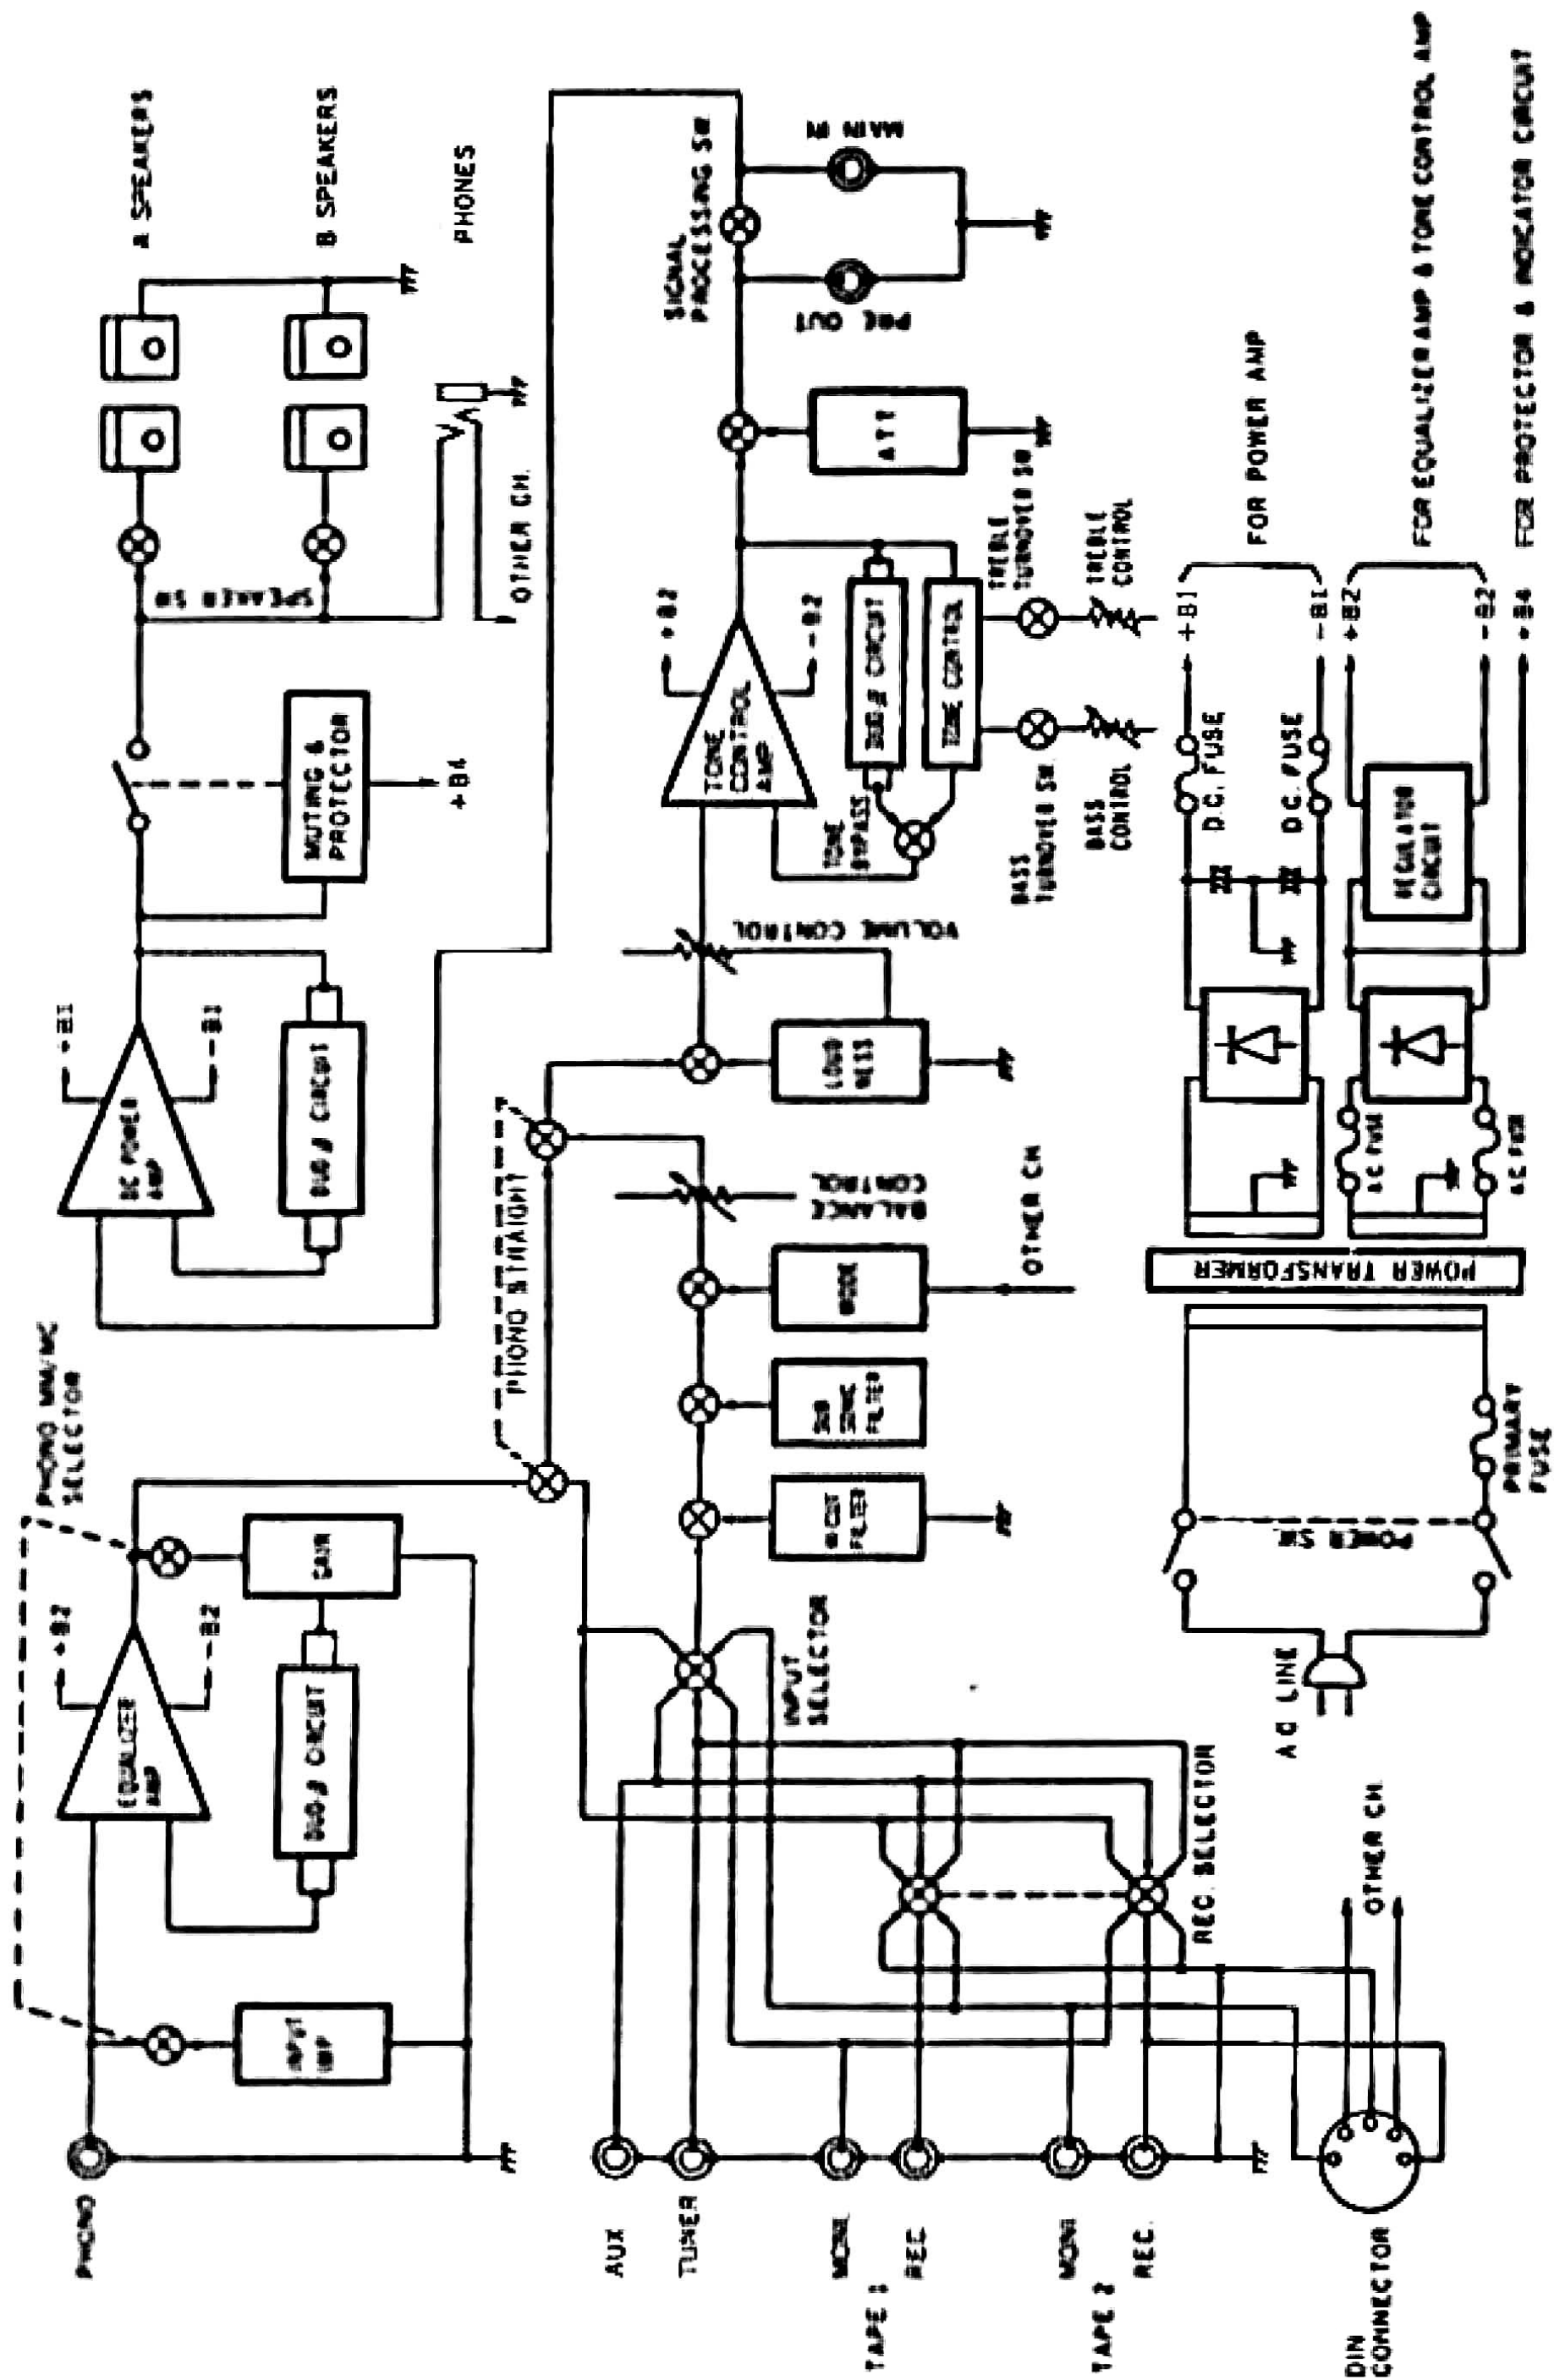 PHONO
PHONO MM/MC
SELECTOR
INPUT
IMP
EQUALIZER
AMP
+B2
-B2
CIRCUIT
GAIN
DC POWER
AMP
+B1
-B1
CIRCUIT
MUTING &
PROTECTOR
+B4
SPEAKER SW
A SPEAKERS
B SPEAKERS
PHONES
OTHER CH.
PHONO STRAIGHT
AUX
TUNER
MONI.
REC.
TAPE 1
MONI
REC.
TAPE 2
DIN
CONNECTOR
OTHER CH.
REC. SELECTOR
INPUT
SELECTOR
FILTER
SUB
SONIC
FILTER
MODE
OTHER CH
BALANCE
CONTROL
LOUD
NESS
VOLUME CONTROL
TONE
CONTROL
AMP
+B2
-B2
TONE
BYPASS
CIRCUIT
TONE CONTROL
BASS
TURNOVER SW.
BASS
CONTROL
TREBLE
TURNOVER SW.
TREBLE
CONTROL
ATT
SIGNAL
PROCESSING SW.
PRE OUT
MAIN IN
AC LINE
POWER SW.
PRIMARY
FUSE
POWER TRANSFORMER
AC FUSE
AC FUSE
D.C. FUSE
D.C. FUSE
REGULATOR
CIRCUIT
+B1
-B1
+B2
-B2
+B4
FOR POWER AMP
FOR EQUALIZER AMP & TONE CONTROL AMP
FOR PROTECTOR & INDICATOR CIRCUIT